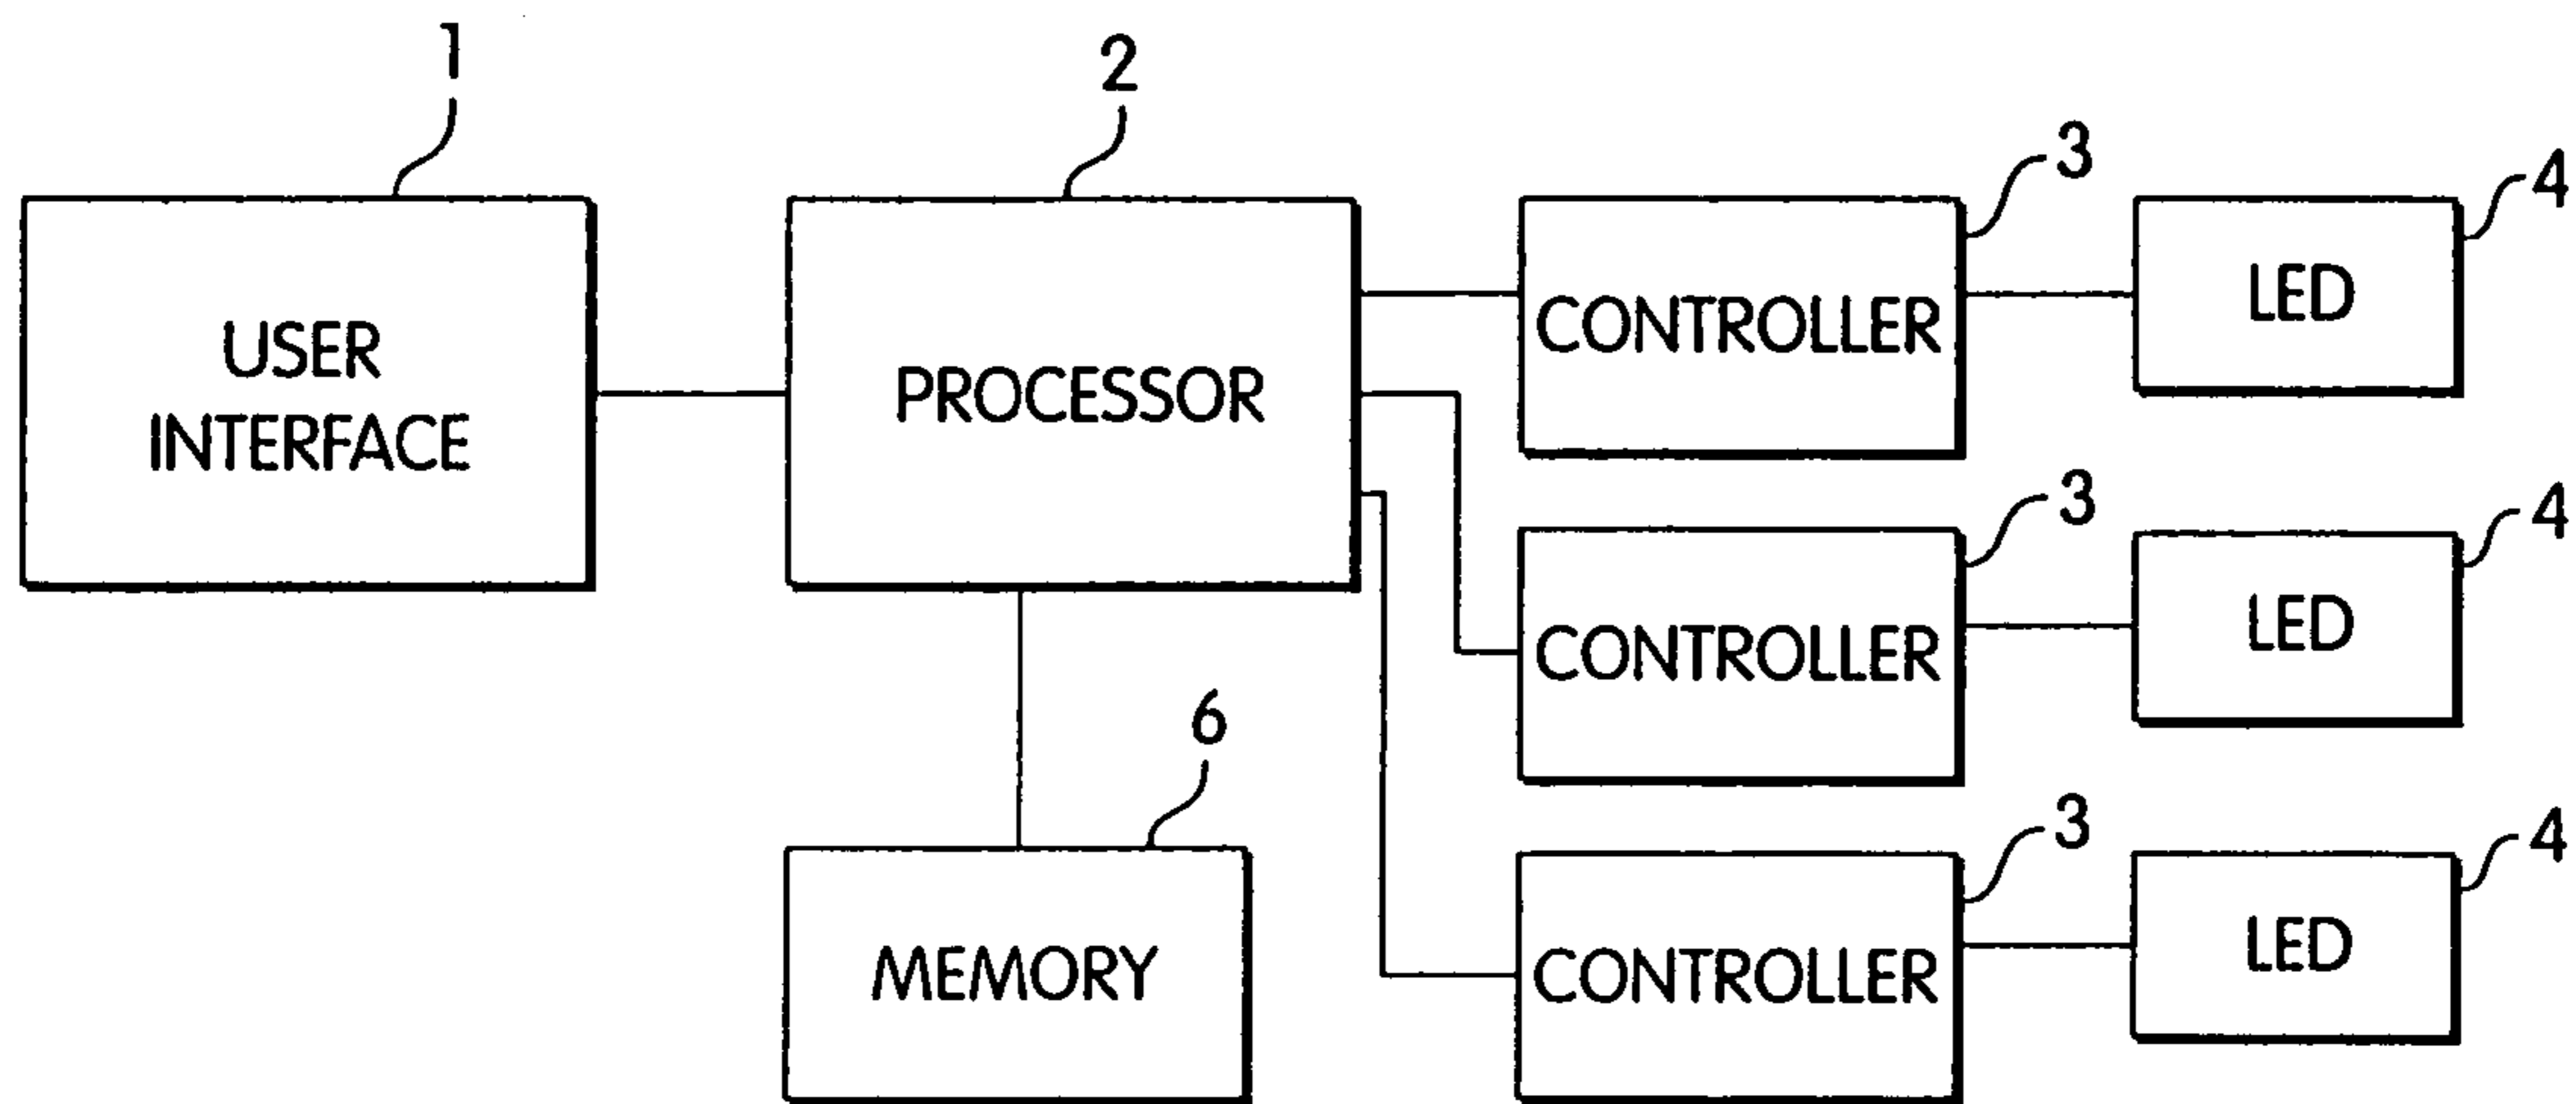 1
2
3
4
USER
INTERFACE
PROCESSOR
CONTROLLER
LED
3
4
CONTROLLER
LED
6
MEMORY
3
4
CONTROLLER
LED